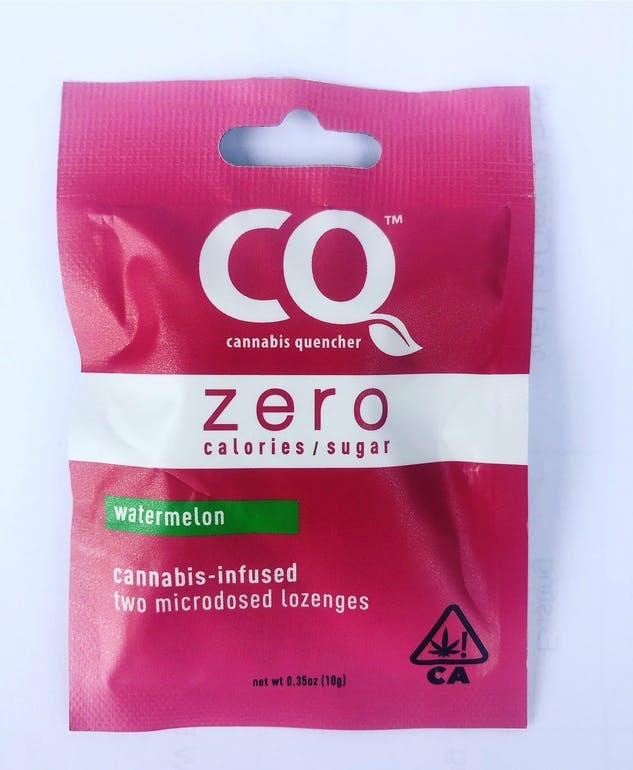 CQ™
cannabis quencher
zero
calories / sugar
watermelon
cannabis-infused
two microdosed lozenges
!
CA
net wt 0.35oz (10g)